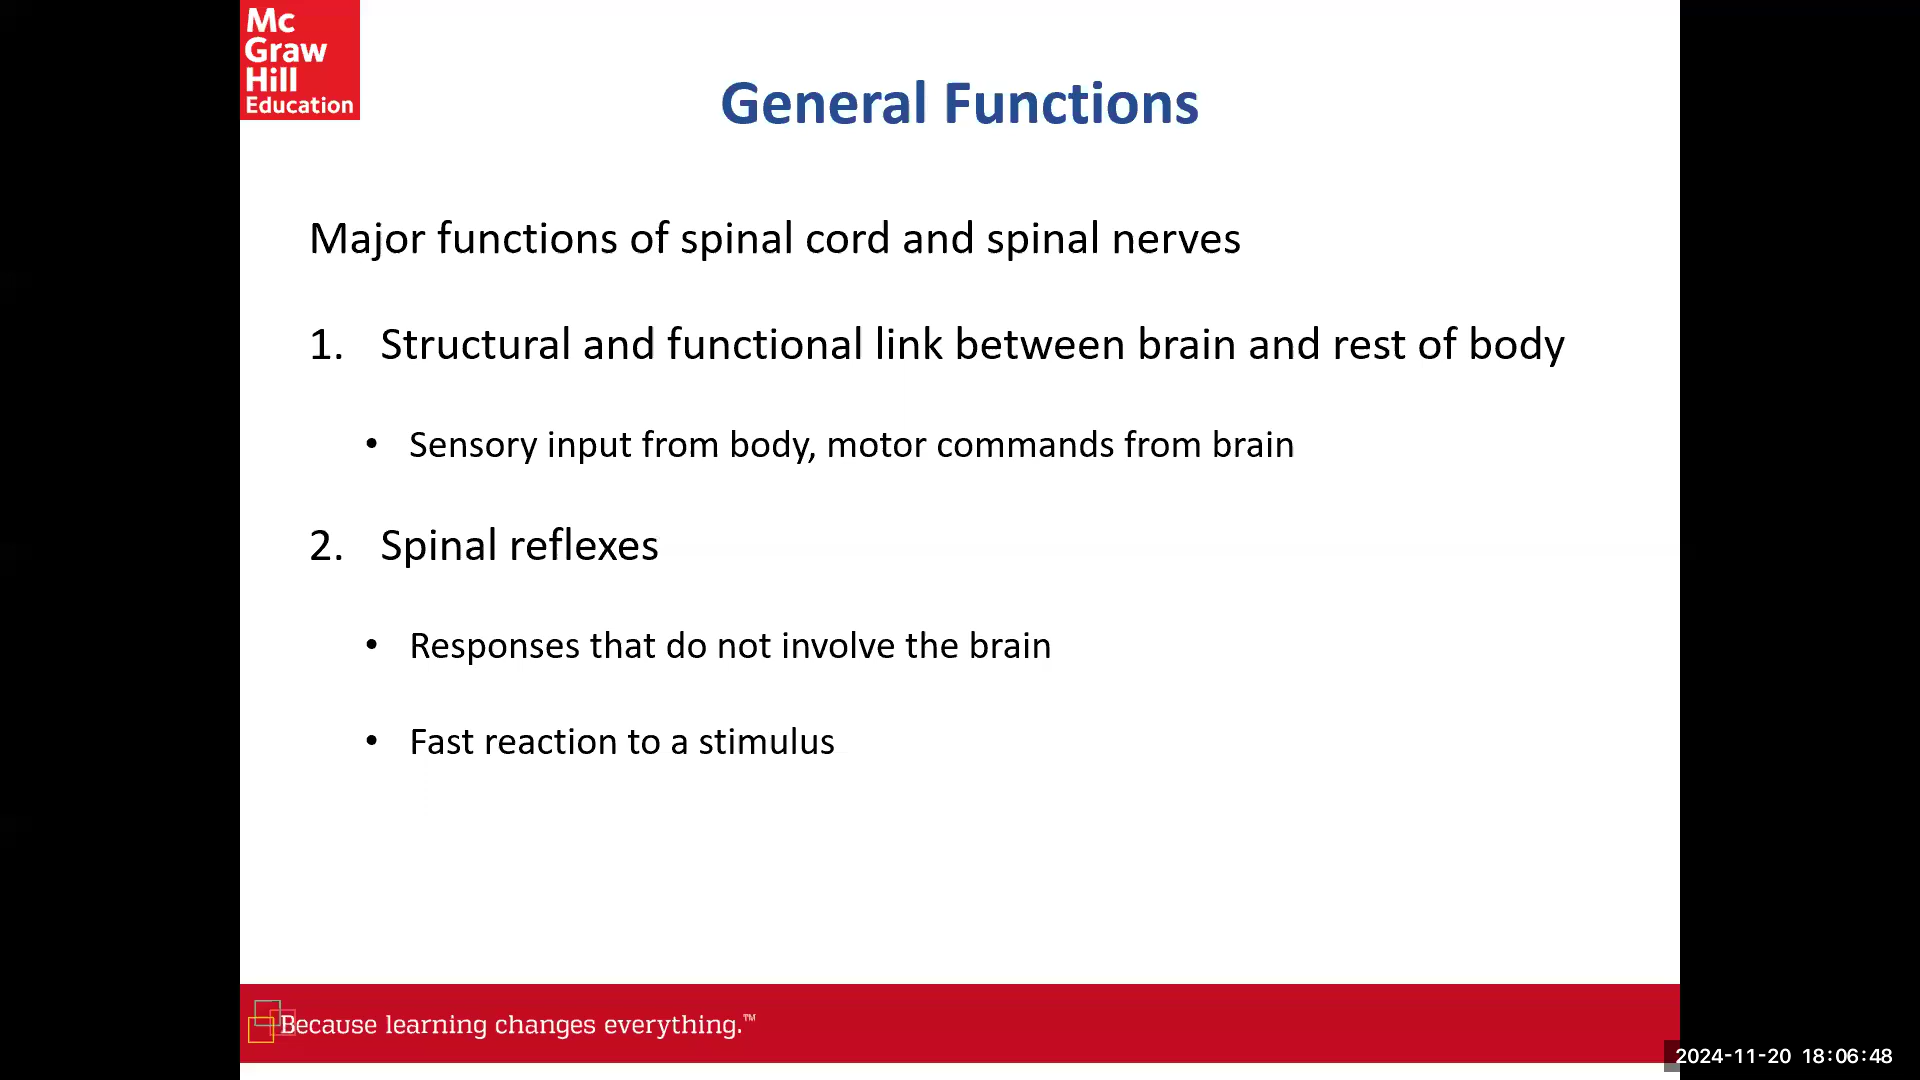 Mc
Graw
Hill
Education
General Functions
Major functions of spinal cord and spinal nerves
1. Structural and functional link between brain and rest of body
• Sensory input from body, motor commands from brain
2. Spinal reflexes
• Responses that do not involve the brain
• Fast reaction to a stimulus
Because learning changes everything.™
2024-11-20 18:06:48